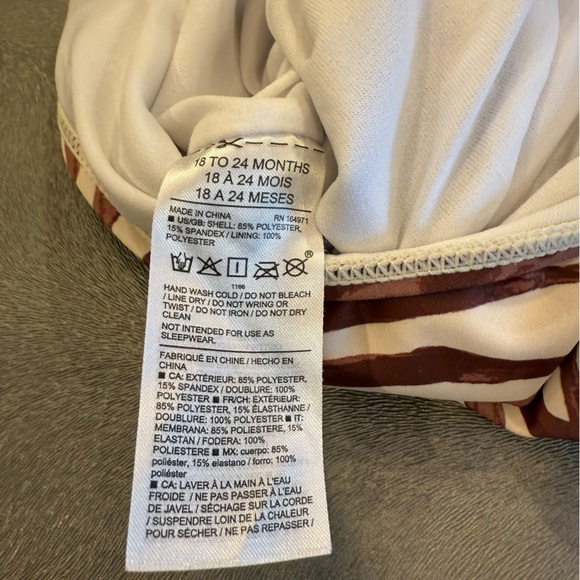 18 TO 24 MONTHS
18 À 24 MOIS
18 A 24 MESES
MADE IN CHINA RN 164971
■ US/GB: SHELL: 85% POLYESTER,
15% SPANDEX / LINING: 100%
POLYESTER
®
1166
HAND WASH COLD / DO NOT BLEACH
/ LINE DRY / DO NOT WRING OR
TWIST / DO NOT IRON / DO NOT DRY
CLEAN
NOT INTENDED FOR USE AS
SLEEPWEAR.
FABRIQUÉ EN CHINE / HECHO EN
CHINA
■ CA: EXTÉRIEUR: 85% POLYESTER,
15% SPANDEX / DOUBLURE: 100%
POLYESTER ■ FR/CH: EXTÉRIEUR:
85% POLYESTER, 15% ÉLASTHANNE /
DOUBLURE: 100% POLYESTER ■ IT:
MEMBRANA: 85% POLIESTERE, 15%
ELASTAN / FODERA: 100%
POLIESTERE ■ MX: cuerpo: 85%
poliéster, 15% elastano / forro: 100%
poliéster
■ CA: LAVER À LA MAIN À L'EAU
FROIDE / NE PAS PASSER À L'EAU
DE JAVEL / SÉCHAGE SUR LA CORDE
/ SUSPENDRE LOIN DE LA CHALEUR
POUR SÉCHER / NE PAS REPASSER /